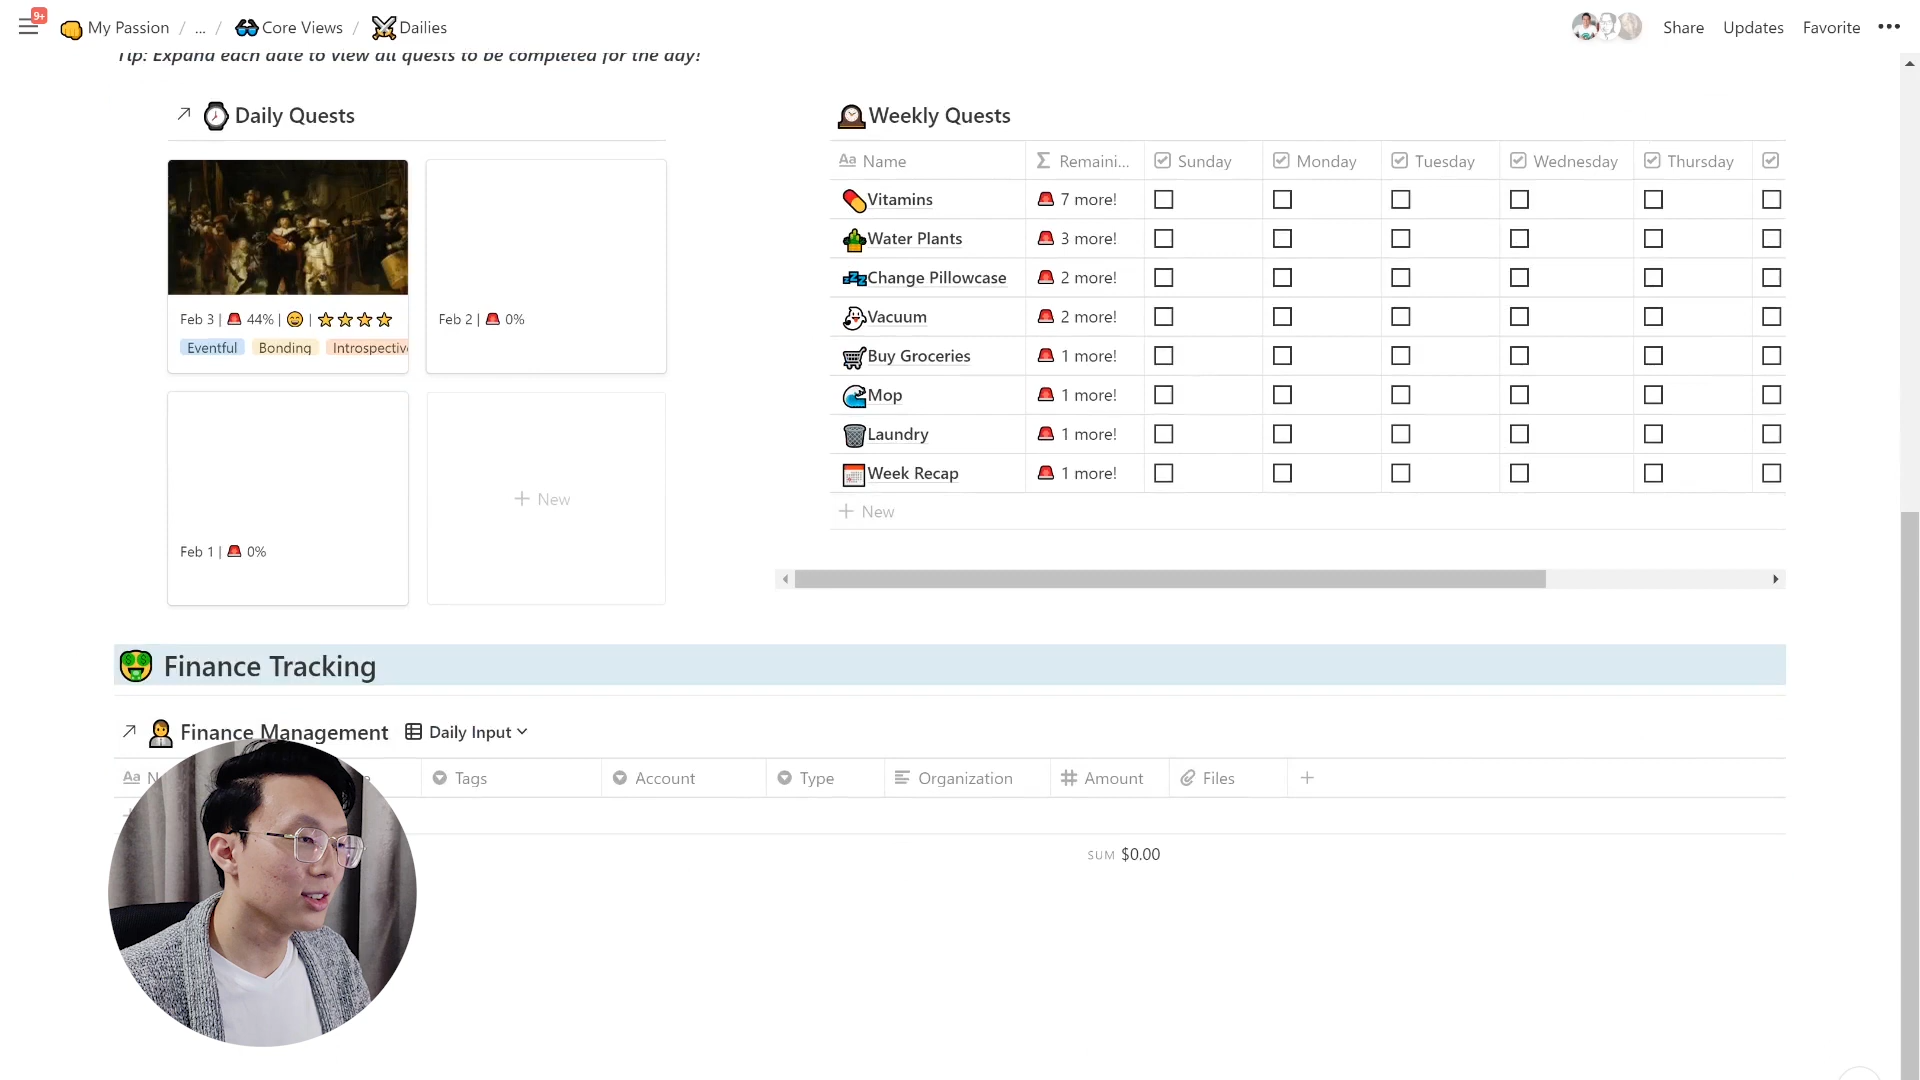 9+
My Passion / ... / Core Views / Dailies
Share Updates Favorite
Tip: Expand each date to view all quests to be completed for the day!
Daily Quests
Feb 3 | 44% | |
Eventful Bonding Introspectiv
Feb 2 | 0%
Feb 1 | 0%
+ New
Weekly Quests
Aa Name Σ Remaini... Sunday Monday Tuesday Wednesday Thursday
Vitamins 7 more!
Water Plants 3 more!
Change Pillowcase 2 more!
Vacuum 2 more!
Buy Groceries 1 more!
Mop 1 more!
Laundry 1 more!
Week Recap 1 more!
+ New
Finance Tracking
Finance Management Daily Input
Aa Tags Account Type Organization # Amount Files +
SUM $0.00